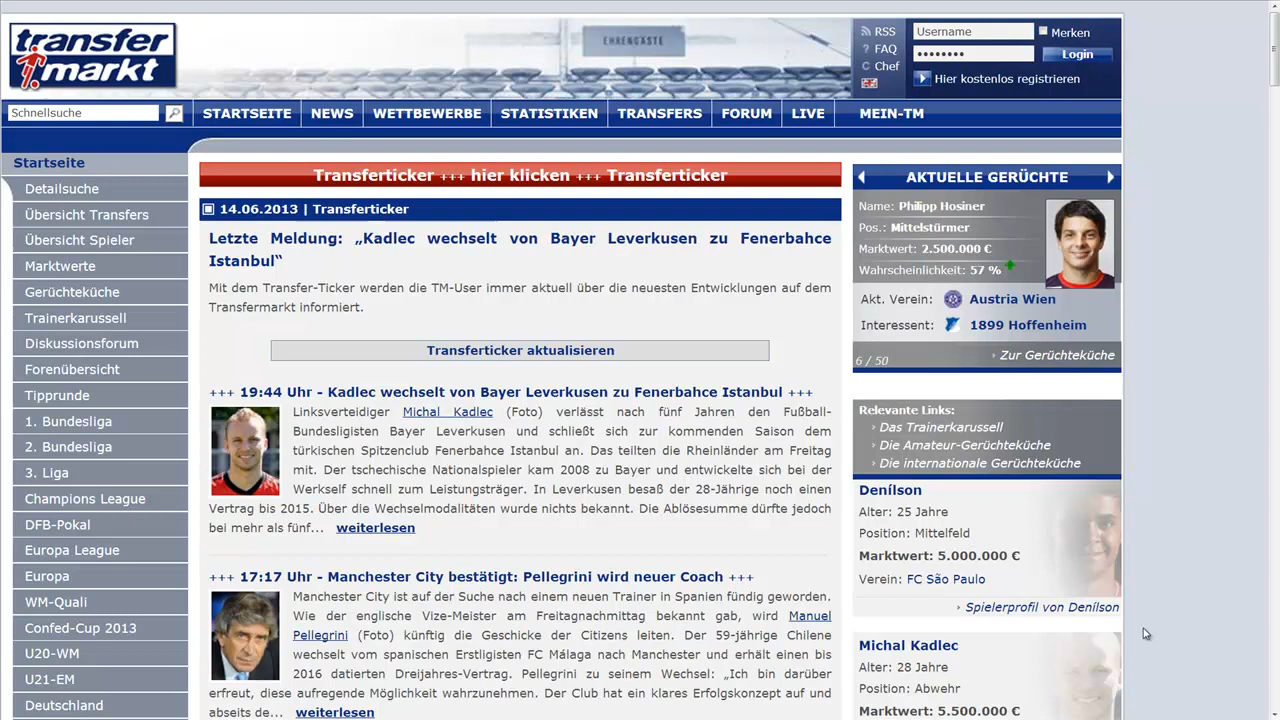 transfer
markt
EHRENGÄSTE
RSS
FAQ
C Chef
Username
Merken
••••••••
Login
Hier kostenlos registrieren
Schnellsuche
STARTSEITE
NEWS
WETTBEWERBE
STATISTIKEN
TRANSFERS
FORUM
LIVE
MEIN-TM
Startseite
Detailsuche
Übersicht Transfers
Übersicht Spieler
Marktwerte
Gerüchteküche
Trainerkarussell
Diskussionsforum
Forenübersicht
Tipprunde
1. Bundesliga
2. Bundesliga
3. Liga
Champions League
DFB-Pokal
Europa League
Europa
WM-Quali
Confed-Cup 2013
U20-WM
U21-EM
Deutschland
Transferticker +++ hier klicken +++ Transferticker
14.06.2013 | Transferticker
Letzte Meldung: „Kadlec wechselt von Bayer Leverkusen zu Fenerbahce
Istanbul“
Mit dem Transfer-Ticker werden die TM-User immer aktuell über die neuesten Entwicklungen auf dem
Transfermarkt informiert.
Transferticker aktualisieren
+++ 19:44 Uhr - Kadlec wechselt von Bayer Leverkusen zu Fenerbahce Istanbul +++
Linksverteidiger Michal Kadlec (Foto) verlässt nach fünf Jahren den Fußball-
Bundesligisten Bayer Leverkusen und schließt sich zur kommenden Saison dem
türkischen Spitzenclub Fenerbahce Istanbul an. Das teilten die Rheinländer am Freitag
mit. Der tschechische Nationalspieler kam 2008 zu Bayer und entwickelte sich bei der
Werkself schnell zum Leistungsträger. In Leverkusen besaß der 28-Jährige noch einen
Vertrag bis 2015. Über die Wechselmodalitäten wurde nichts bekannt. Die Ablösesumme dürfte jedoch
bei mehr als fünf... weiterlesen
+++ 17:17 Uhr - Manchester City bestätigt: Pellegrini wird neuer Coach +++
Manchester City ist auf der Suche nach einem neuen Trainer in Spanien fündig geworden.
Wie der englische Vize-Meister am Freitagnachmittag bekannt gab, wird Manuel
Pellegrini (Foto) künftig die Geschicke der Citizens leiten. Der 59-jährige Chilene
wechselt vom spanischen Erstligisten FC Málaga nach Manchester und erhält einen bis
2016 datierten Dreijahres-Vertrag. Pellegrini zu seinem Wechsel: „Ich bin darüber
erfreut, diese aufregende Möglichkeit wahrzunehmen. Der Club hat ein klares Erfolgskonzept auf und
abseits de... weiterlesen
AKTUELLE GERÜCHTE
Name: Philipp Hosiner
Pos.: Mittelstürmer
Marktwert: 2.500.000 €
Wahrscheinlichkeit: 57 %
Akt. Verein: Austria Wien
Interessent: 1899 Hoffenheim
6 / 50
› Zur Gerüchteküche
Relevante Links:
› Das Trainerkarussell
› Die Amateur-Gerüchteküche
› Die internationale Gerüchteküche
Denílson
Alter: 25 Jahre
Position: Mittelfeld
Marktwert: 5.000.000 €
Verein: FC São Paulo
› Spielerprofil von Denílson
Michal Kadlec
Alter: 28 Jahre
Position: Abwehr
Marktwert: 5.500.000 €